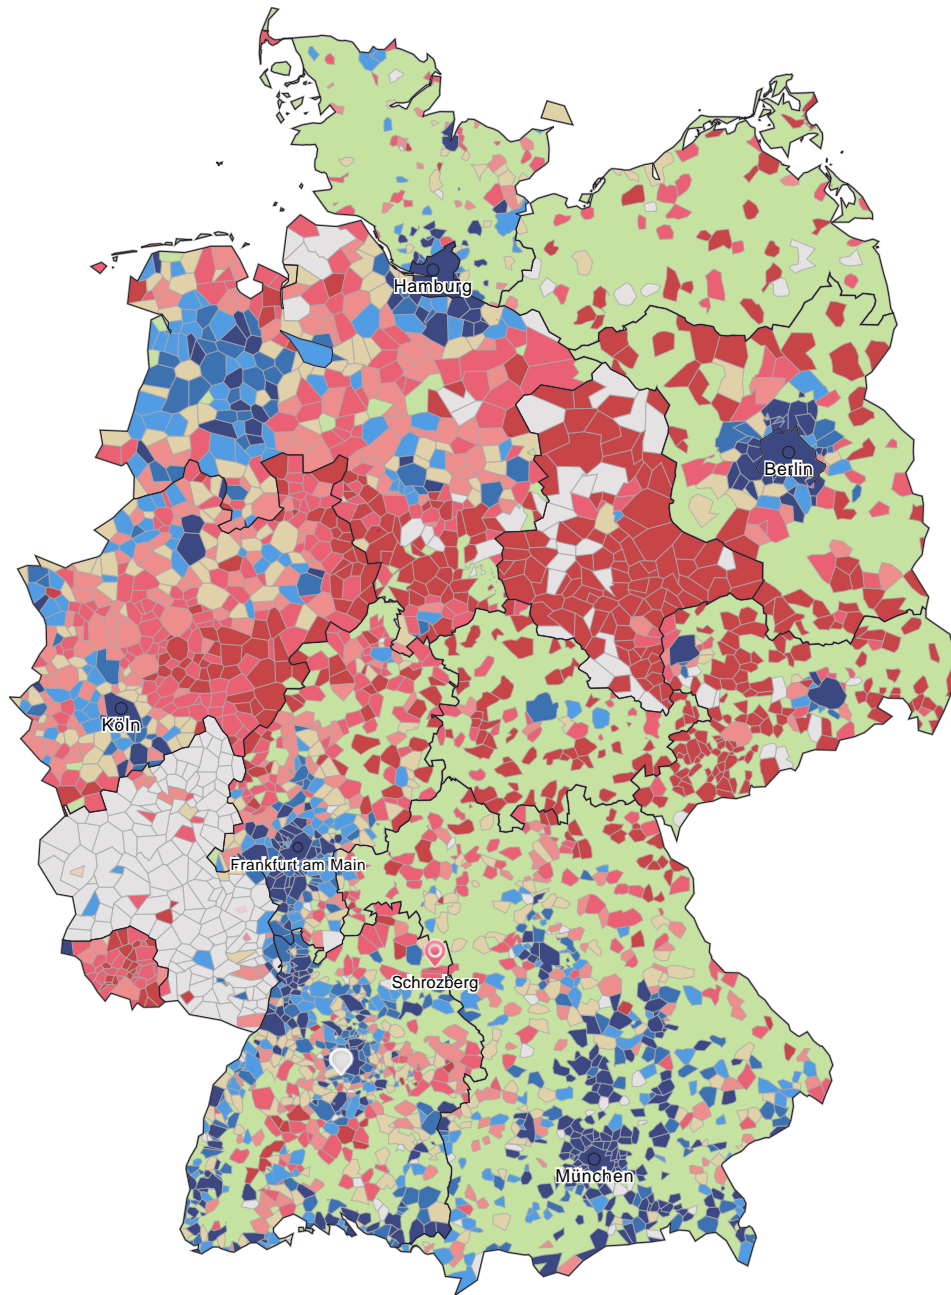 Hamburg
Berlin
Köln
Frankfurt am Main
Schrozberg
München